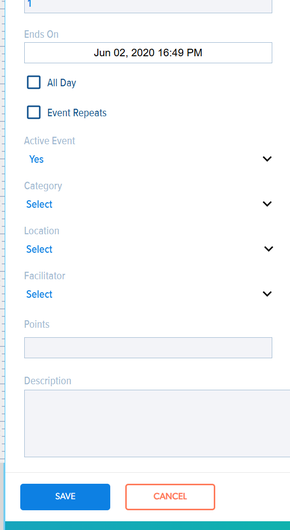 1
Ends On
Jun 02, 2020 16:49 PM
All Day
Event Repeats
Active Event
Yes
Category
Select
Location
Select
Facilitator
Select
Points
Description
SAVE
CANCEL